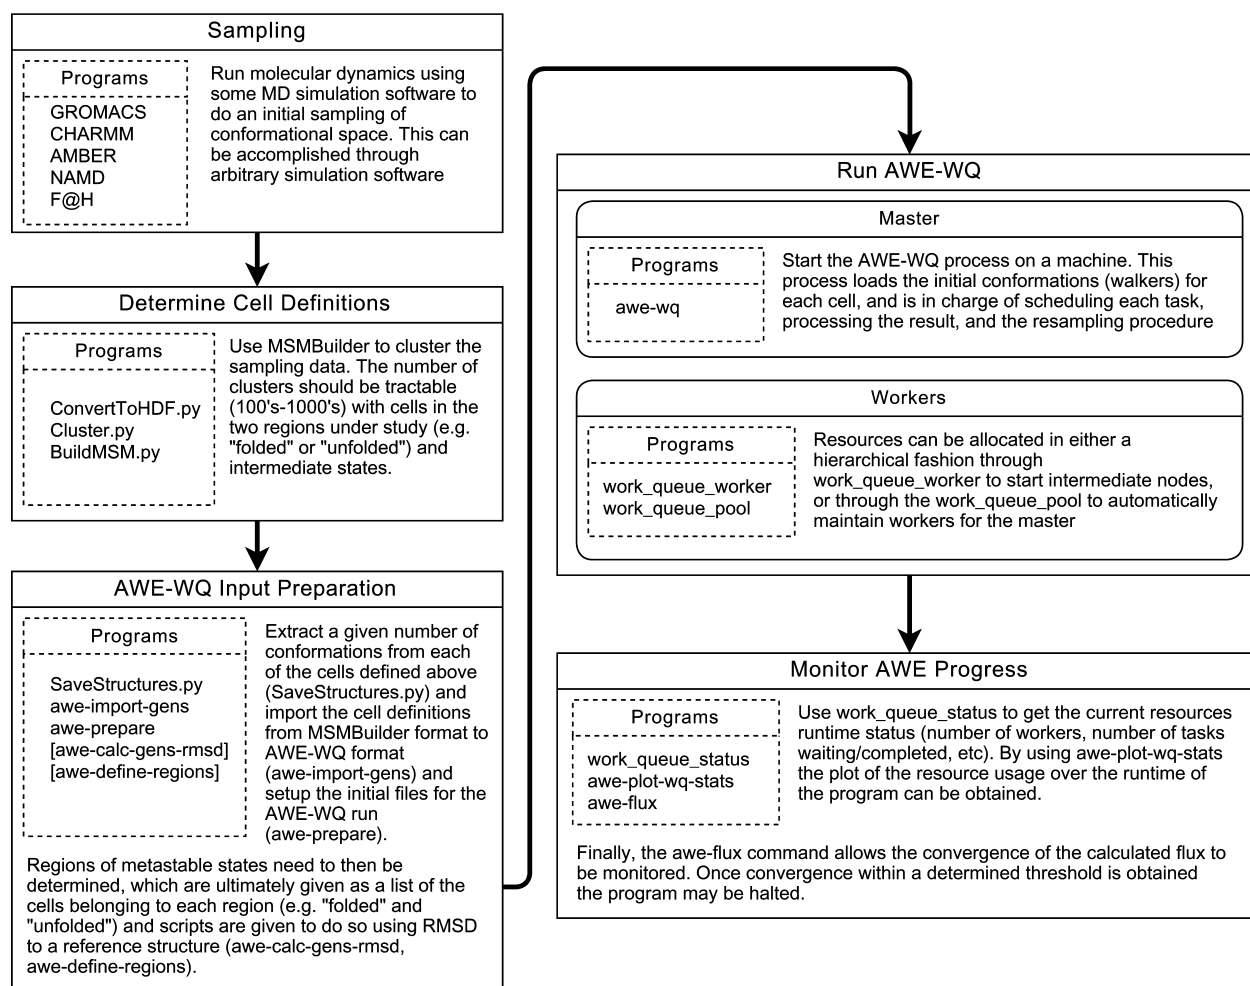 Sampling
Programs
GROMACS
CHARMM
AMBER
NAMD
F@H
Run molecular dynamics using
some MD simulation software to
do an initial sampling of
conformational space. This can
be accomplished through
arbitrary simulation software
Determine Cell Definitions
Programs
ConvertToHDF.py
Cluster.py
BuildMSM.py
Use MSMBuilder to cluster the
sampling data. The number of
clusters should be tractable
(100's-1000's) with cells in the
two regions under study (e.g.
"folded" or "unfolded") and
intermediate states.
AWE-WQ Input Preparation
Programs
SaveStructures.py
awe-import-gens
awe-prepare
[awe-calc-gens-rmsd]
[awe-define-regions]
Extract a given number of
conformations from each
of the cells defined above
(SaveStructures.py) and
import the cell definitions
from MSMBuilder format to
AWE-WQ format
(awe-import-gens) and
setup the initial files for the
AWE-WQ run
(awe-prepare).
Regions of metastable states need to then be
determined, which are ultimately given as a list of the
cells belonging to each region (e.g. "folded" and
"unfolded") and scripts are given to do so using RMSD
to a reference structure (awe-calc-gens-rmsd,
awe-define-regions).
Run AWE-WQ
Master
Programs
awe-wq
Start the AWE-WQ process on a machine. This
process loads the initial conformations (walkers) for
each cell, and is in charge of scheduling each task,
processing the result, and the resampling procedure
Workers
Programs
work_queue_worker
work_queue_pool
Resources can be allocated in either a
hierarchical fashion through
work_queue_worker to start intermediate nodes,
or through the work_queue_pool to automatically
maintain workers for the master
Monitor AWE Progress
Programs
work_queue_status
awe-plot-wq-stats
awe-flux
Use work_queue_status to get the current resources
runtime status (number of workers, number of tasks
waiting/completed, etc). By using awe-plot-wq-stats
the plot of the resource usage over the runtime of
the program can be obtained.
Finally, the awe-flux command allows the convergence of the calculated flux to
be monitored. Once convergence within a determined threshold is obtained
the program may be halted.